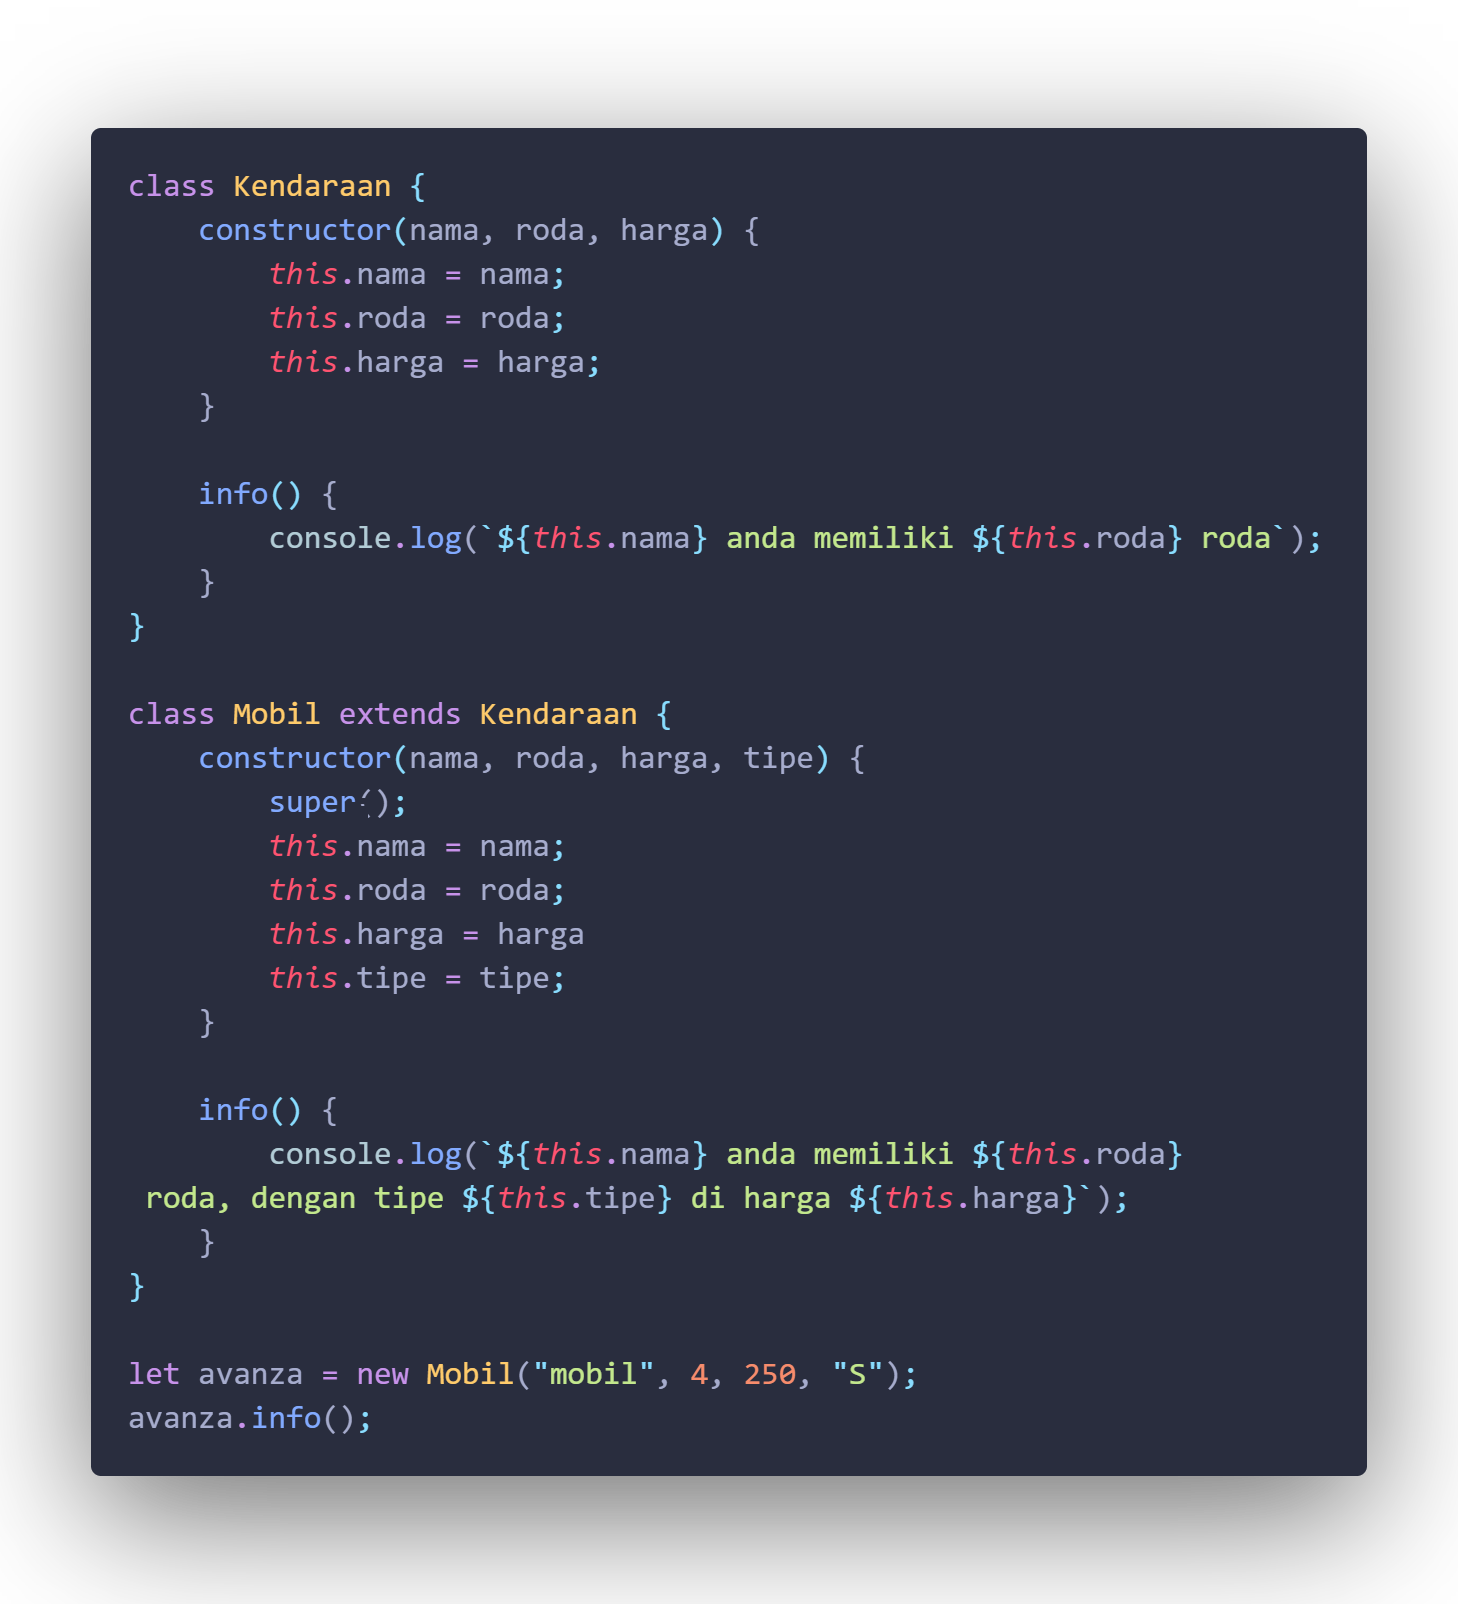 class Kendaraan {
    constructor(nama, roda, harga) {
        this.nama = nama;
        this.roda = roda;
        this.harga = harga;
    }

    info() {
        console.log(`${this.nama} anda memiliki ${this.roda} roda`);
    }
}

class Mobil extends Kendaraan {
    constructor(nama, roda, harga, tipe) {
        super();
        this.nama = nama;
        this.roda = roda;
        this.harga = harga
        this.tipe = tipe;
    }

    info() {
        console.log(`${this.nama} anda memiliki ${this.roda}
 roda, dengan tipe ${this.tipe} di harga ${this.harga}`);
    }
}

let avanza = new Mobil("mobil", 4, 250, "S");
avanza.info();